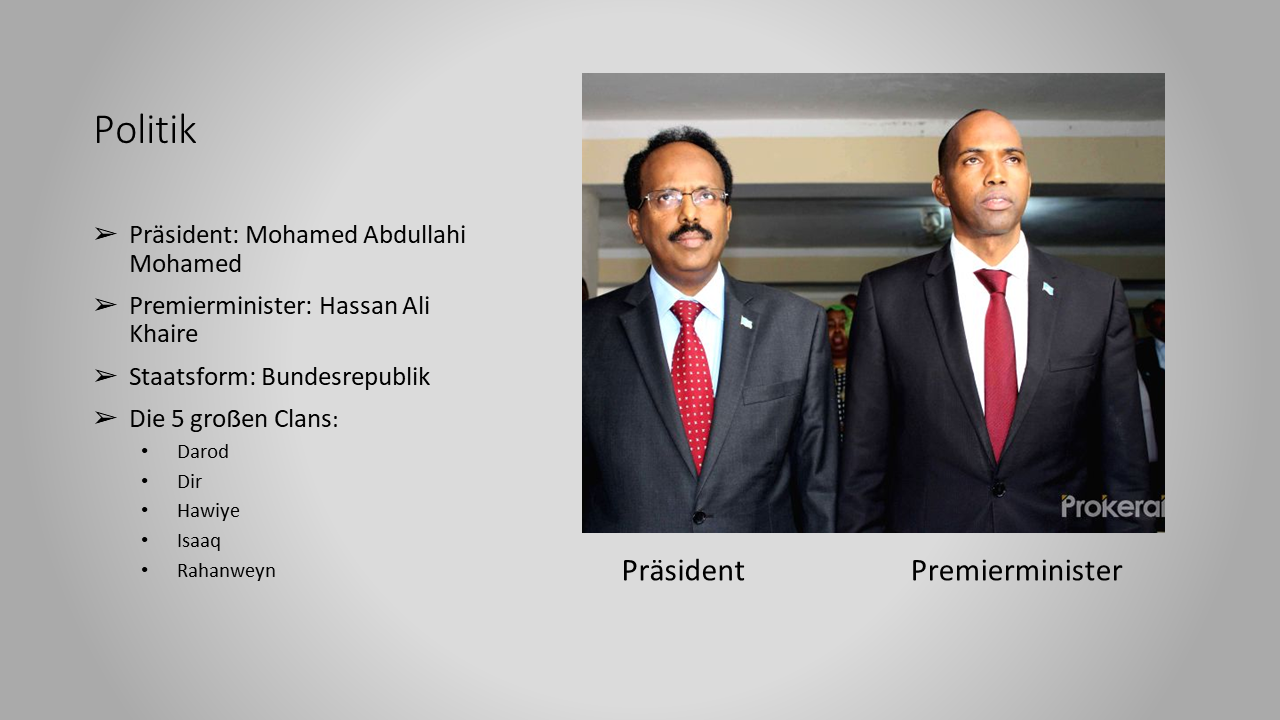 Politik
➢ Präsident: Mohamed Abdullahi
Mohamed
➢ Premierminister: Hassan Ali
Khaire
➢ Staatsform: Bundesrepublik
➢ Die 5 großen Clans:
• Darod
• Dir
• Hawiye
• Isaaq
• Rahanweyn
Prokeral
Präsident Premierminister